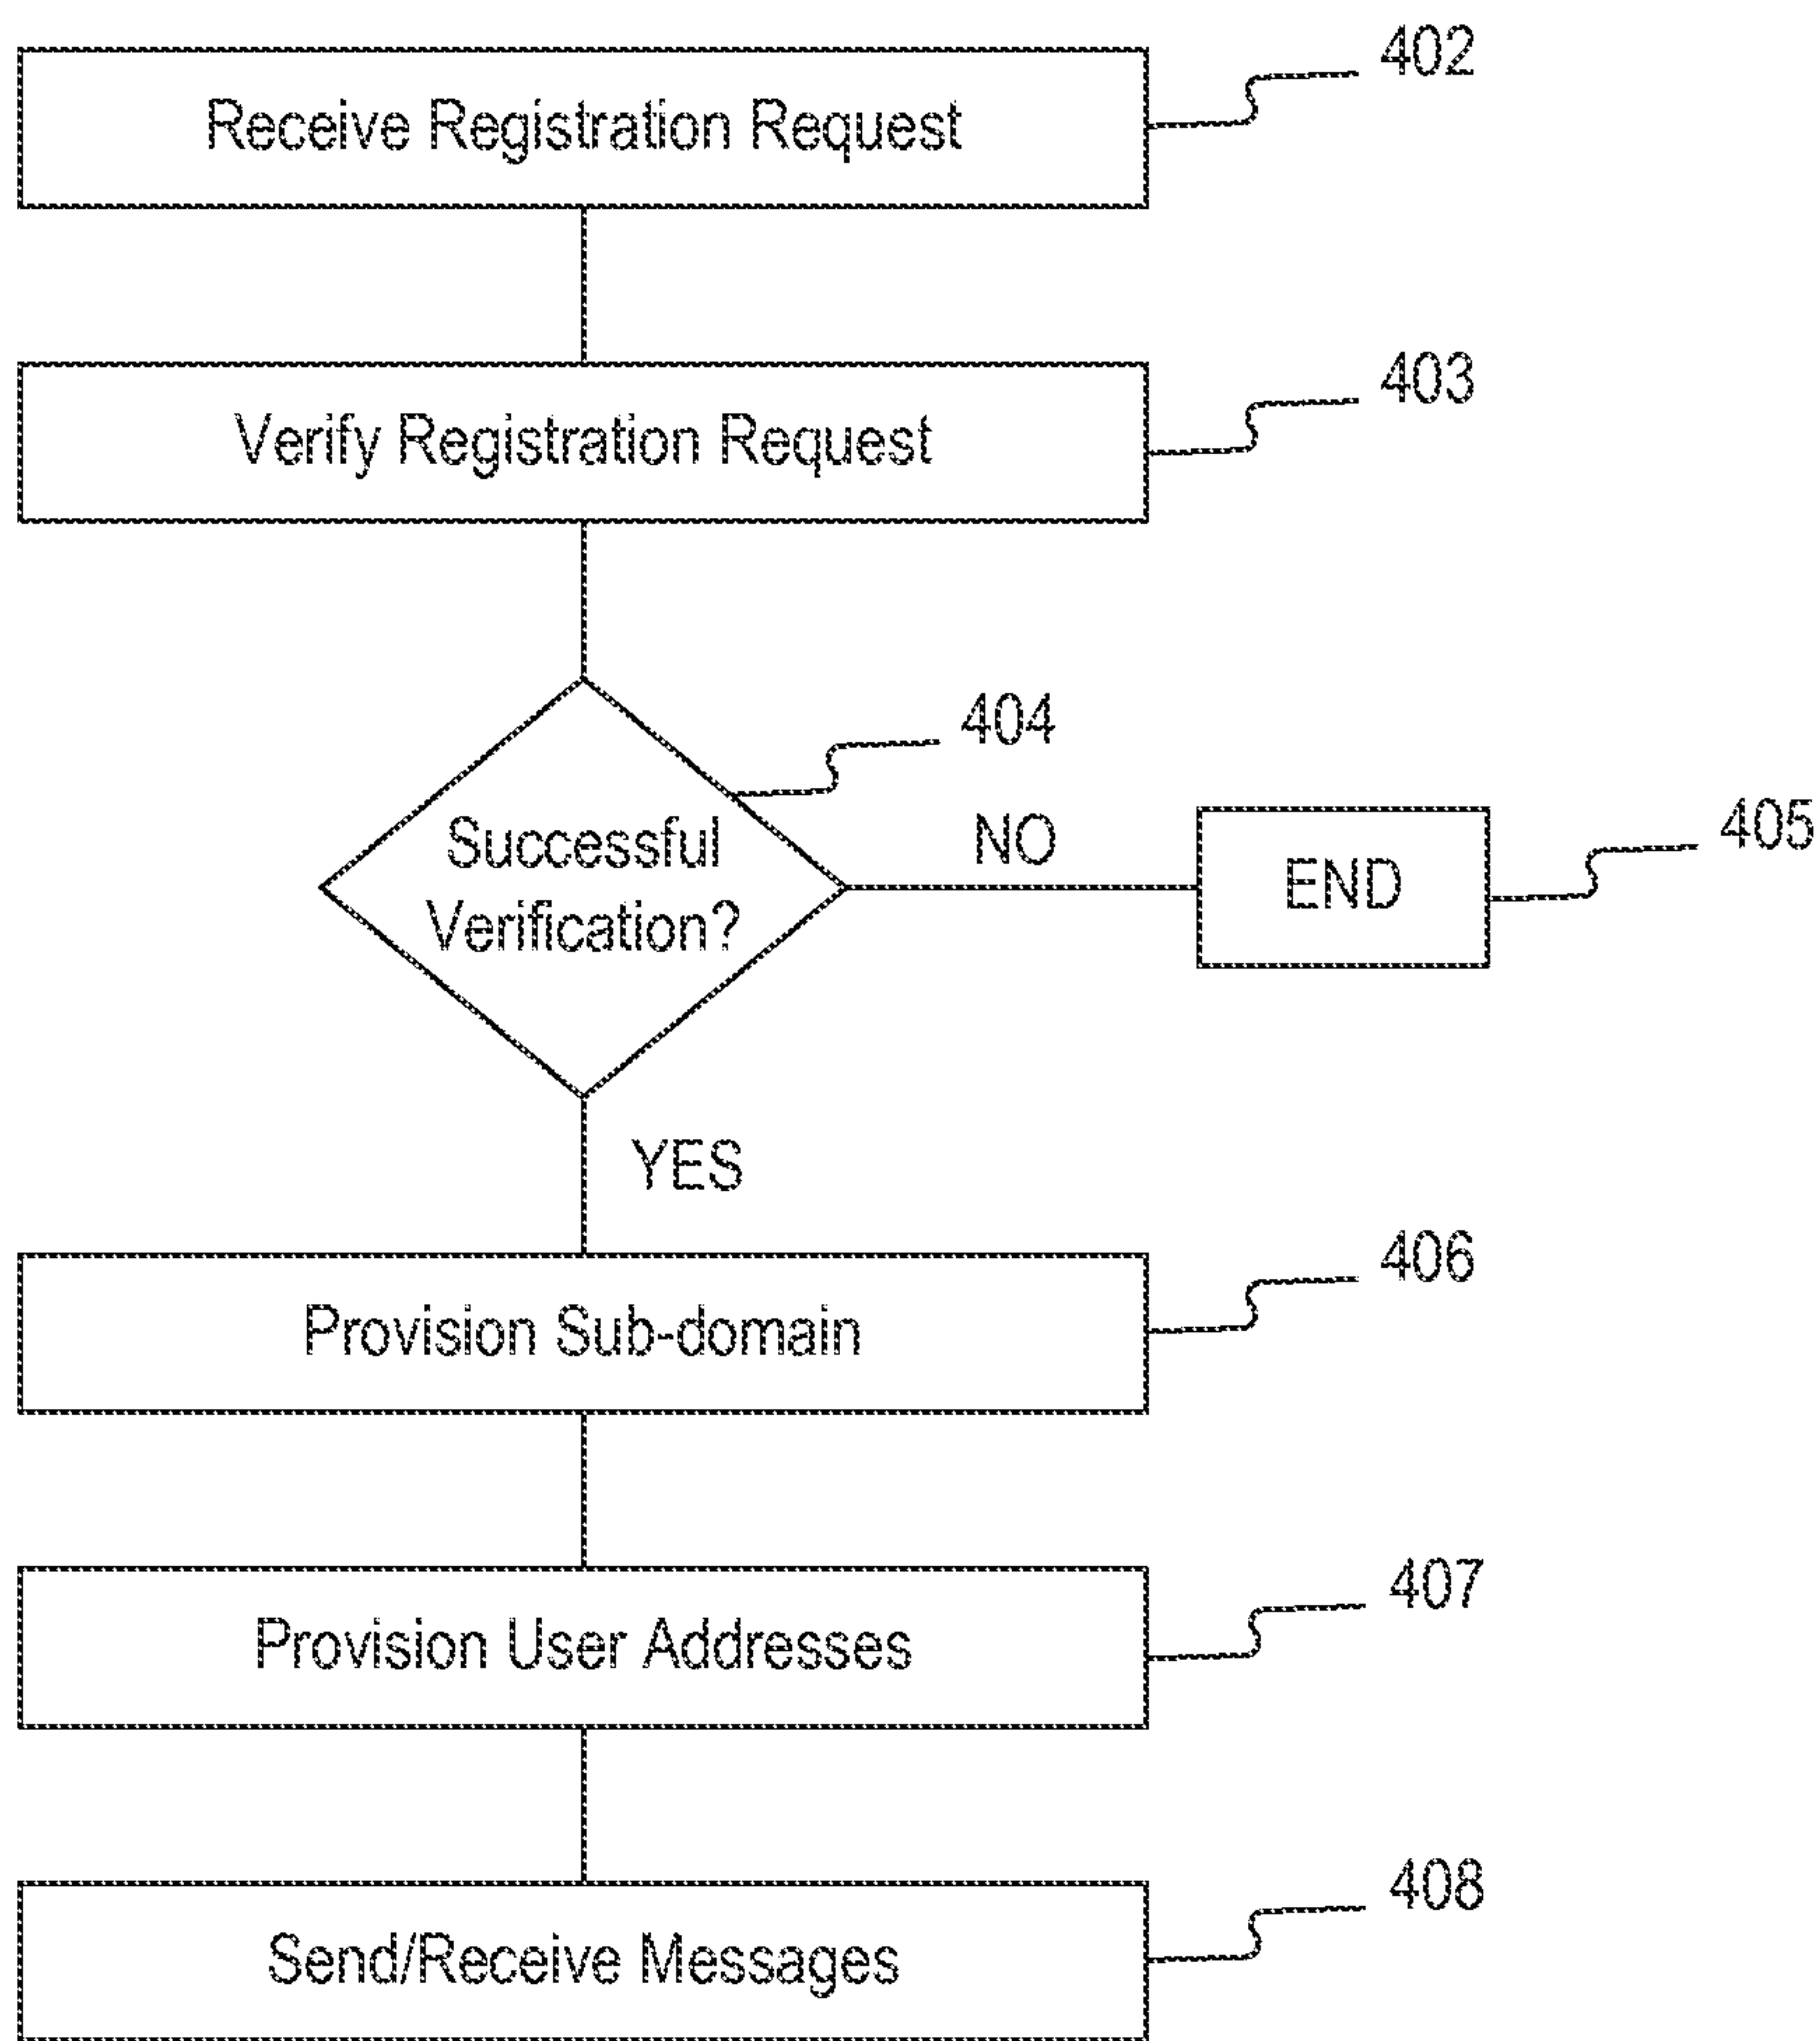 Receive Registration Request
402
Verify Registration Request
403
404
Successful
Verification?
NO
END
405
YES
Provision Sub-domain
406
Provision User Addresses
407
Send/Receive Messages
408